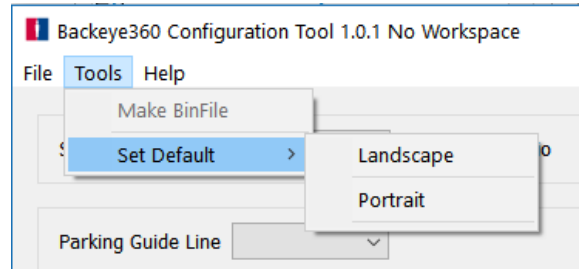 Backeye360 Configuration Tool 1.0.1 No Workspace
File Tools Help
Make BinFile
Set Default
Landscape
Portrait
Parking Guide Line